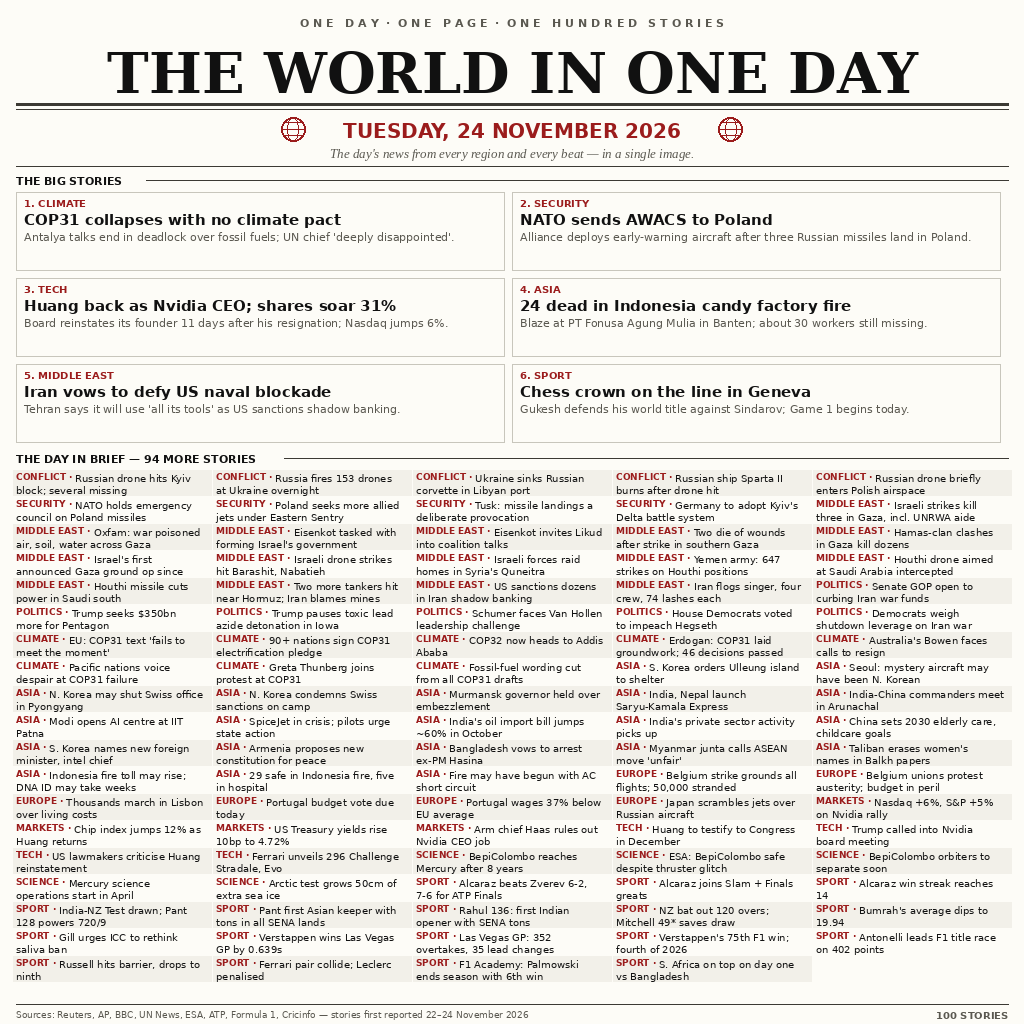 ONE DAY · ONE PAGE · ONE HUNDRED STORIES
THE WORLD IN ONE DAY
TUESDAY, 24 NOVEMBER 2026
The day's news from every region and every beat — in a single image.
THE BIG STORIES
1. CLIMATE
COP31 collapses with no climate pact
Antalya talks end in deadlock over fossil fuels; UN chief 'deeply disappointed'.
2. SECURITY
NATO sends AWACS to Poland
Alliance deploys early-warning aircraft after three Russian missiles land in Poland.
3. TECH
Huang back as Nvidia CEO; shares soar 31%
Board reinstates its founder 11 days after his resignation; Nasdaq jumps 6%.
4. ASIA
24 dead in Indonesia candy factory fire
Blaze at PT Fonusa Agung Mulia in Banten; about 30 workers still missing.
5. MIDDLE EAST
Iran vows to defy US naval blockade
Tehran says it will use 'all its tools' as US sanctions shadow banking.
6. SPORT
Chess crown on the line in Geneva
Gukesh defends his world title against Sindarov; Game 1 begins today.
THE DAY IN BRIEF — 94 MORE STORIES
CONFLICT · Russian drone hits Kyiv
block; several missing
CONFLICT · Russia fires 153 drones
at Ukraine overnight
CONFLICT · Ukraine sinks Russian
corvette in Libyan port
CONFLICT · Russian ship Sparta II
burns after drone hit
CONFLICT · Russian drone briefly
enters Polish airspace
SECURITY · NATO holds emergency
council on Poland missiles
SECURITY · Poland seeks more allied
jets under Eastern Sentry
SECURITY · Tusk: missile landings a
deliberate provocation
SECURITY · Germany to adopt Kyiv's
Delta battle system
MIDDLE EAST · Israeli strikes kill
three in Gaza, incl. UNRWA aide
MIDDLE EAST · Oxfam: war poisoned
air, soil, water across Gaza
MIDDLE EAST · Eisenkot tasked with
forming Israel's government
MIDDLE EAST · Eisenkot invites Likud
into coalition talks
MIDDLE EAST · Two die of wounds
after strike in southern Gaza
MIDDLE EAST · Hamas-clan clashes
in Gaza kill dozens
MIDDLE EAST · Israel's first
announced Gaza ground op since
MIDDLE EAST · Israeli drone strikes
hit Barashit, Nabatieh
MIDDLE EAST · Israeli forces raid
homes in Syria's Quneitra
MIDDLE EAST · Yemen army: 647
strikes on Houthi positions
MIDDLE EAST · Houthi drone aimed
at Saudi Arabia intercepted
MIDDLE EAST · Houthi missile cuts
power in Saudi south
MIDDLE EAST · Two more tankers hit
near Hormuz; Iran blames mines
MIDDLE EAST · US sanctions dozens
in Iran shadow banking
MIDDLE EAST · Iran flogs singer, four
crew, 74 lashes each
POLITICS · Senate GOP open to
curbing Iran war funds
POLITICS · Trump seeks $350bn
more for Pentagon
POLITICS · Trump pauses toxic lead
azide detonation in Iowa
POLITICS · Schumer faces Van Hollen
leadership challenge
POLITICS · House Democrats voted
to impeach Hegseth
POLITICS · Democrats weigh
shutdown leverage on Iran war
CLIMATE · EU: COP31 text 'fails to
meet the moment'
CLIMATE · 90+ nations sign COP31
electrification pledge
CLIMATE · COP32 now heads to Addis
Ababa
CLIMATE · Erdogan: COP31 laid
groundwork; 46 decisions passed
CLIMATE · Australia's Bowen faces
calls to resign
CLIMATE · Pacific nations voice
despair at COP31 failure
CLIMATE · Greta Thunberg joins
protest at COP31
CLIMATE · Fossil-fuel wording cut
from all COP31 drafts
ASIA · S. Korea orders Ulleung island
to shelter
ASIA · Seoul: mystery aircraft may
have been N. Korean
ASIA · N. Korea may shut Swiss office
in Pyongyang
ASIA · N. Korea condemns Swiss
sanctions on camp
ASIA · Murmansk governor held over
embezzlement
ASIA · India, Nepal launch
Saryu-Kamala Express
ASIA · India-China commanders meet
in Arunachal
ASIA · Modi opens AI centre at IIT
Patna
ASIA · SpiceJet in crisis; pilots urge
state action
ASIA · India's oil import bill jumps
~60% in October
ASIA · India's private sector activity
picks up
ASIA · China sets 2030 elderly care,
childcare goals
ASIA · S. Korea names new foreign
minister, intel chief
ASIA · Armenia proposes new
constitution for peace
ASIA · Bangladesh vows to arrest
ex-PM Hasina
ASIA · Myanmar junta calls ASEAN
move 'unfair'
ASIA · Taliban erases women's
names in Balkh papers
ASIA · Indonesia fire toll may rise;
DNA ID may take weeks
ASIA · 29 safe in Indonesia fire, five
in hospital
ASIA · Fire may have begun with AC
short circuit
EUROPE · Belgium strike grounds all
flights; 50,000 stranded
EUROPE · Belgium unions protest
austerity; budget in peril
EUROPE · Thousands march in Lisbon
over living costs
EUROPE · Portugal budget vote due
today
EUROPE · Portugal wages 37% below
EU average
EUROPE · Japan scrambles jets over
Russian aircraft
MARKETS · Nasdaq +6%, S&P +5%
on Nvidia rally
MARKETS · Chip index jumps 12% as
Huang returns
MARKETS · US Treasury yields rise
10bp to 4.72%
MARKETS · Arm chief Haas rules out
Nvidia CEO job
TECH · Huang to testify to Congress
in December
TECH · Trump called into Nvidia
board meeting
TECH · US lawmakers criticise Huang
reinstatement
TECH · Ferrari unveils 296 Challenge
Stradale, Evo
SCIENCE · BepiColombo reaches
Mercury after 8 years
SCIENCE · ESA: BepiColombo safe
despite thruster glitch
SCIENCE · BepiColombo orbiters to
separate soon
SCIENCE · Mercury science
operations start in April
SCIENCE · Arctic test grows 50cm of
extra sea ice
SPORT · Alcaraz beats Zverev 6-2,
7-6 for ATP Finals
SPORT · Alcaraz joins Slam + Finals
greats
SPORT · Alcaraz win streak reaches
14
SPORT · India-NZ Test drawn; Pant
128 powers 720/9
SPORT · Pant first Asian keeper with
tons in all SENA lands
SPORT · Rahul 136: first Indian
opener with SENA tons
SPORT · NZ bat out 120 overs;
Mitchell 49* saves draw
SPORT · Bumrah's average dips to
19.94
SPORT · Gill urges ICC to rethink
saliva ban
SPORT · Verstappen wins Las Vegas
GP by 0.639s
SPORT · Las Vegas GP: 352
overtakes, 35 lead changes
SPORT · Verstappen's 75th F1 win;
fourth of 2026
SPORT · Antonelli leads F1 title race
on 402 points
SPORT · Russell hits barrier, drops to
ninth
SPORT · Ferrari pair collide; Leclerc
penalised
SPORT · F1 Academy: Palmowski
ends season with 6th win
SPORT · S. Africa on top on day one
vs Bangladesh
Sources: Reuters, AP, BBC, UN News, ESA, ATP, Formula 1, Cricinfo — stories first reported 22–24 November 2026
100 STORIES